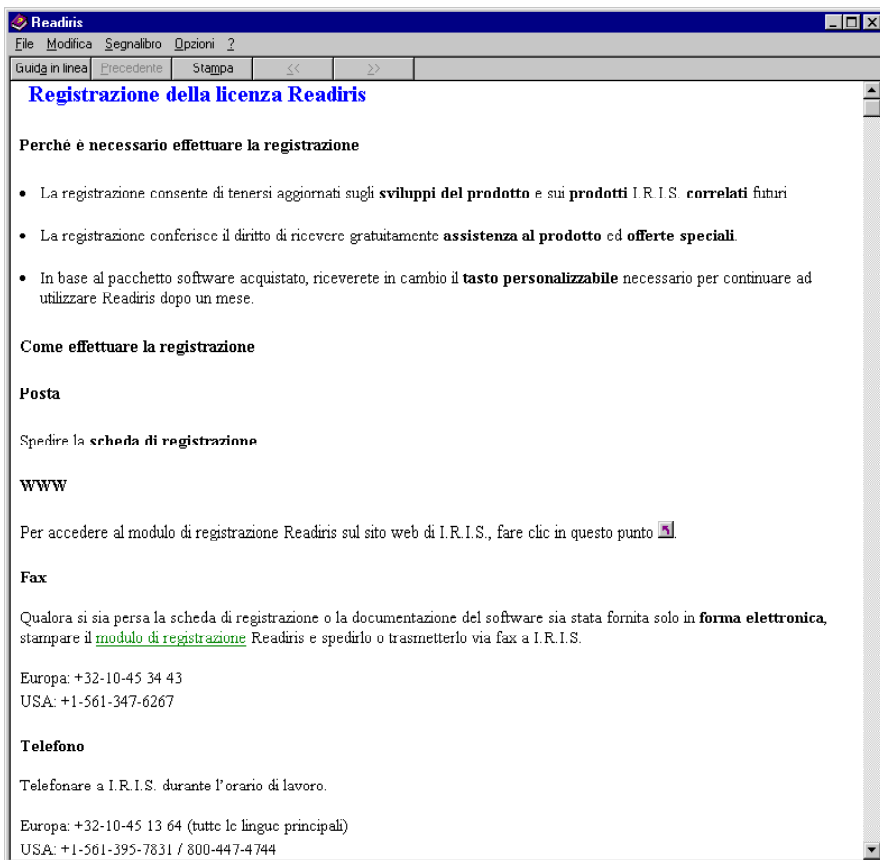 Readiris
File Modifica Segnalibro Opzioni ?
Guida in linea Precedente Stampa << >>
Registrazione della licenza Readiris
Perché è necessario effettuare la registrazione
• La registrazione consente di tenersi aggiornati sugli sviluppi del prodotto e sui prodotti I.R.I.S. correlati futuri
• La registrazione conferisce il diritto di ricevere gratuitamente assistenza al prodotto ed offerte speciali.
• In base al pacchetto software acquistato, riceverete in cambio il tasto personalizzabile necessario per continuare ad
utilizzare Readiris dopo un mese.
Come effettuare la registrazione
Posta
Spedire la scheda di registrazione
WWW
Per accedere al modulo di registrazione Readiris sul sito web di I.R.I.S., fare clic in questo punto .
Fax
Qualora si sia persa la scheda di registrazione o la documentazione del software sia stata fornita solo in forma elettronica,
stampare il modulo di registrazione Readiris e spedirlo o trasmetterlo via fax a I.R.I.S.
Europa: +32-10-45 34 43
USA: +1-561-347-6267
Telefono
Telefonare a I.R.I.S. durante l'orario di lavoro.
Europa: +32-10-45 13 64 (tutte le lingue principali)
USA: +1-561-395-7831 / 800-447-4744